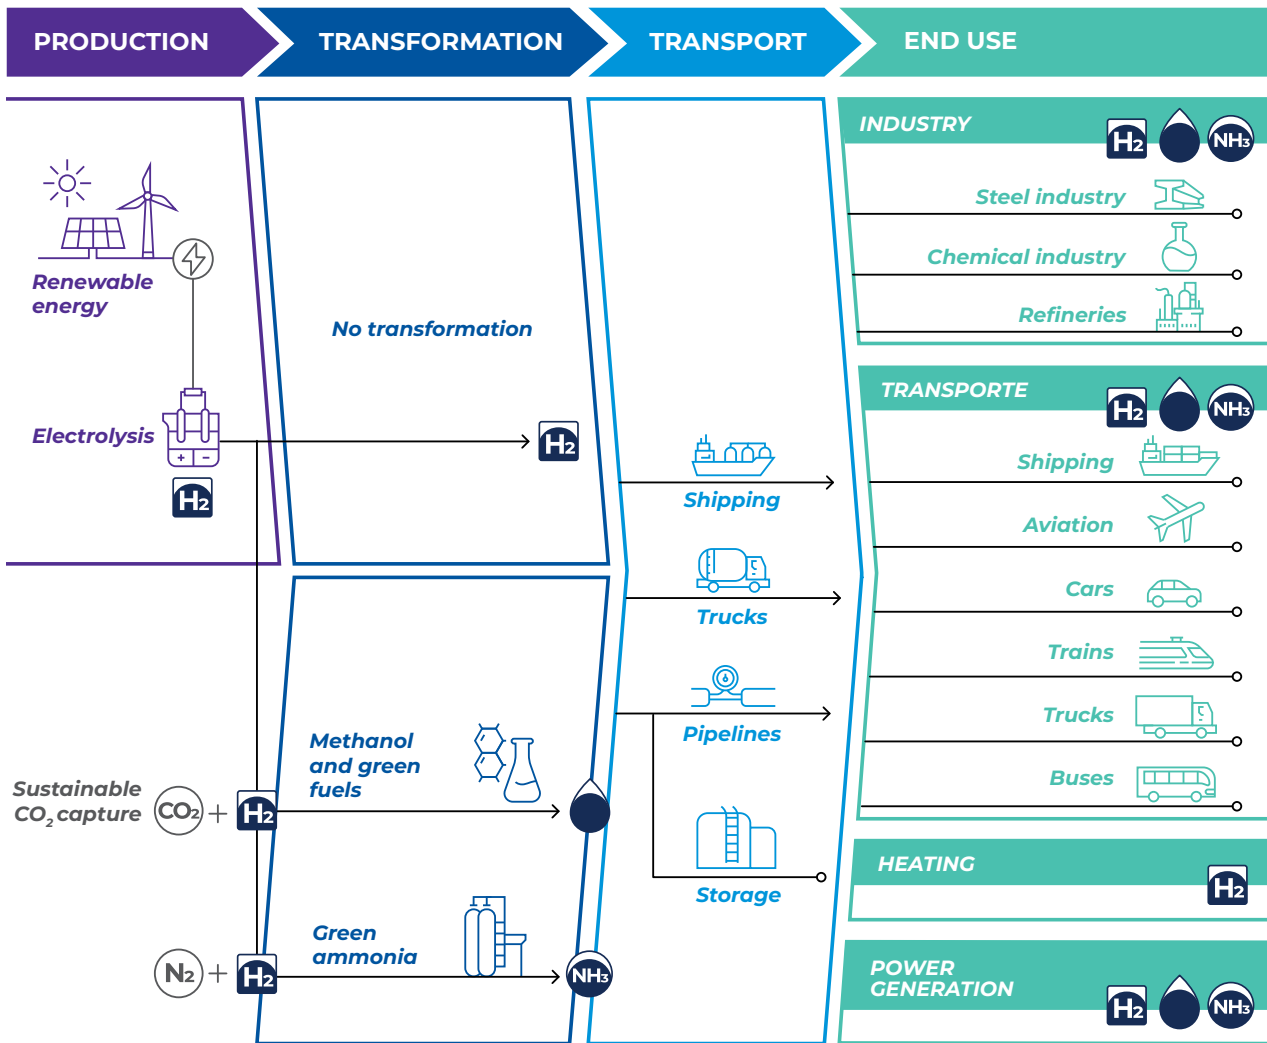 PRODUCTION
TRANSFORMATION
TRANSPORT
END USE
Renewable
energy
Electrolysis
+ −
H2
No transformation
H2
Sustainable
CO2 capture
CO2 + H2
Methanol
and green
fuels
N2 + H2
Green
ammonia
NH3
Shipping
Trucks
Pipelines
Storage
INDUSTRY
H2 NH3
Steel industry
Chemical industry
Refineries
TRANSPORTE
H2 NH3
Shipping
Aviation
Cars
Trains
Trucks
Buses
HEATING
H2
POWER
GENERATION
H2 NH3